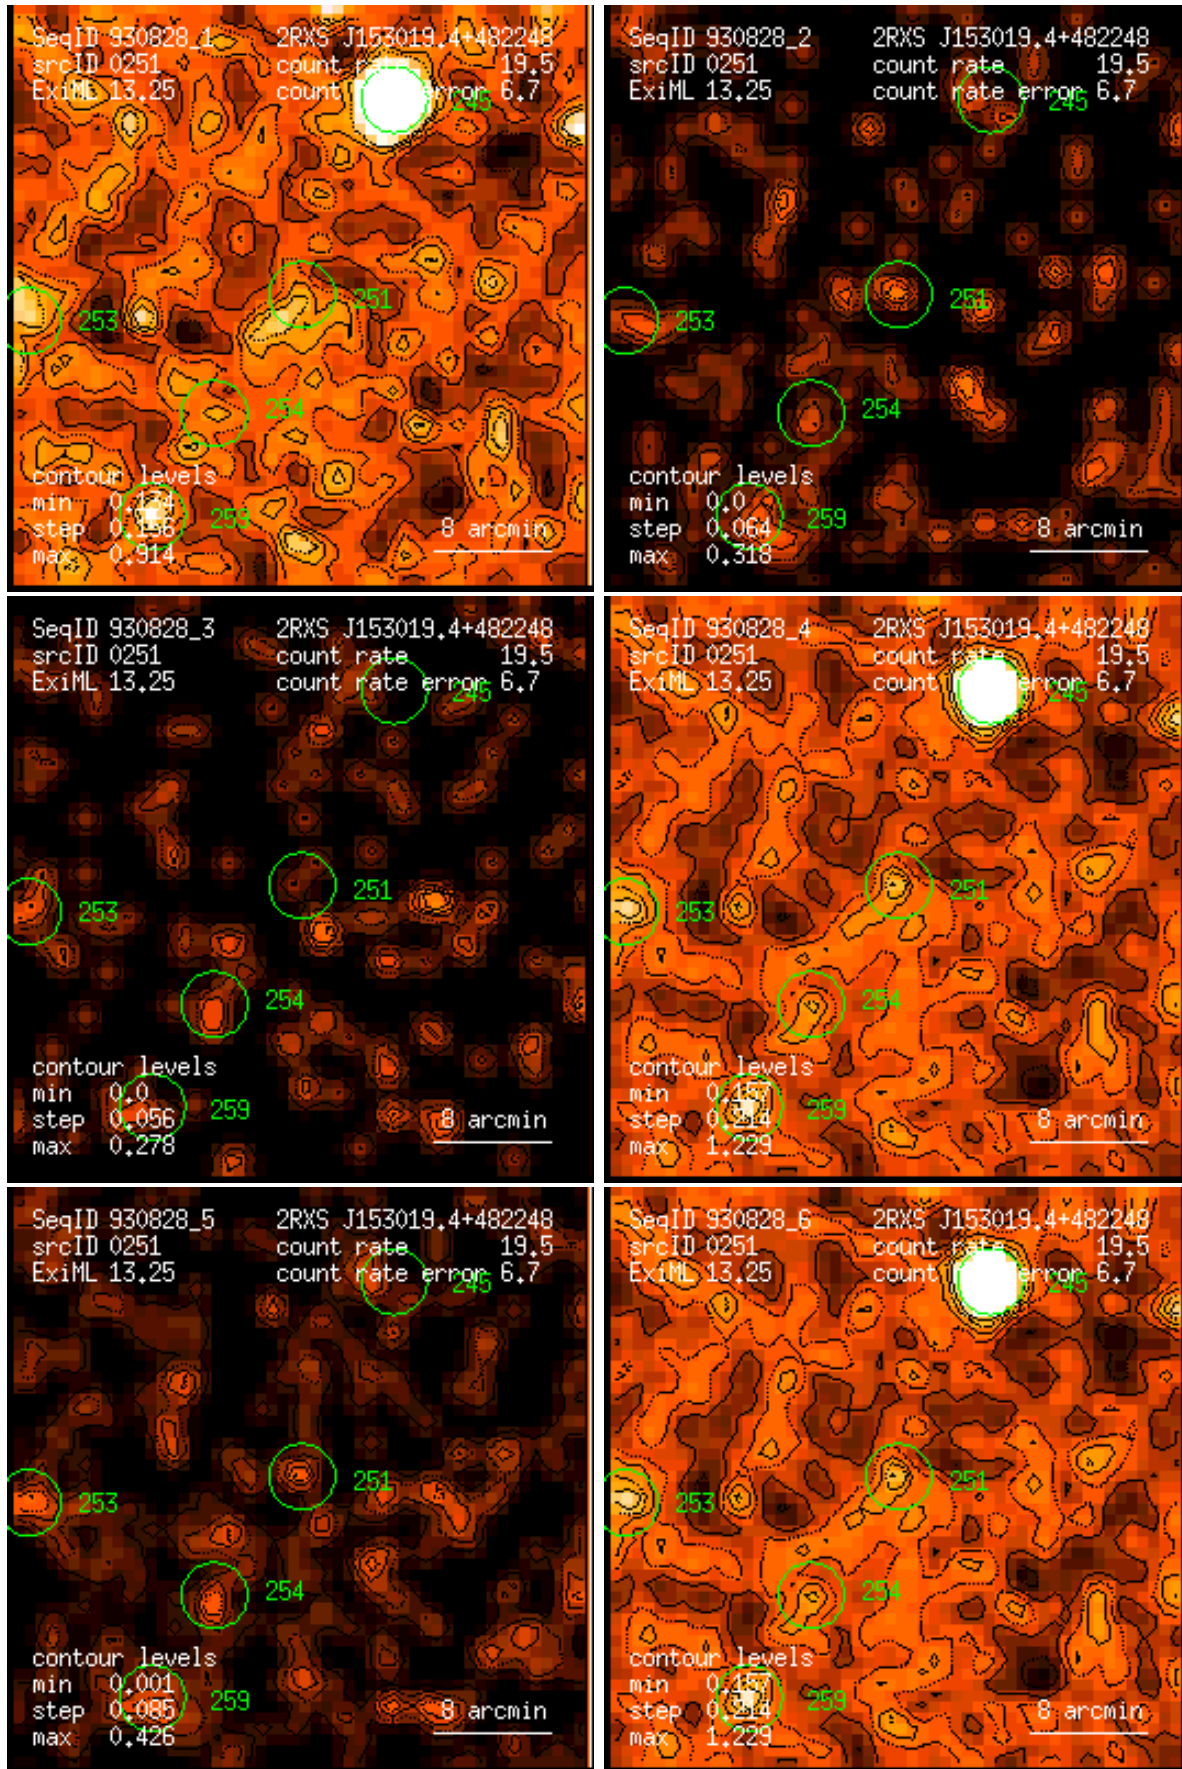 SeqID 930828_1 2RXS J153019.4+482248
srcID 0251 count rate 19.5
ExiML 13.25 count rate error 6.7
245
251
253
254
contour levels
min 0.134
step 0.156 259 8 arcmin
max 0.914
SeqID 930828_2 2RXS J153019.4+482248
srcID 0251 count rate 19.5
ExiML 13.25 count rate error 6.7
245
251
253
254
contour levels
min 0.0
step 0.064 259 8 arcmin
max 0.318
SeqID 930828_3 2RXS J153019.4+482248
srcID 0251 count rate 19.5
ExiML 13.25 count rate error 6.7
245
251
253
254
contour levels
min 0.0
step 0.056 259 8 arcmin
max 0.278
SeqID 930828_4 2RXS J153019.4+482248
srcID 0251 count rate 19.5
ExiML 13.25 count rate error 6.7
245
251
253
254
contour levels
min 0.157
step 0.214 259 8 arcmin
max 1.229
SeqID 930828_5 2RXS J153019.4+482248
srcID 0251 count rate 19.5
ExiML 13.25 count rate error 6.7
245
251
253
254
contour levels
min 0.001
step 0.085 259 8 arcmin
max 0.426
SeqID 930828_6 2RXS J153019.4+482248
srcID 0251 count rate 19.5
ExiML 13.25 count rate error 6.7
245
251
253
254
contour levels
min 0.157
step 0.214 259 8 arcmin
max 1.229